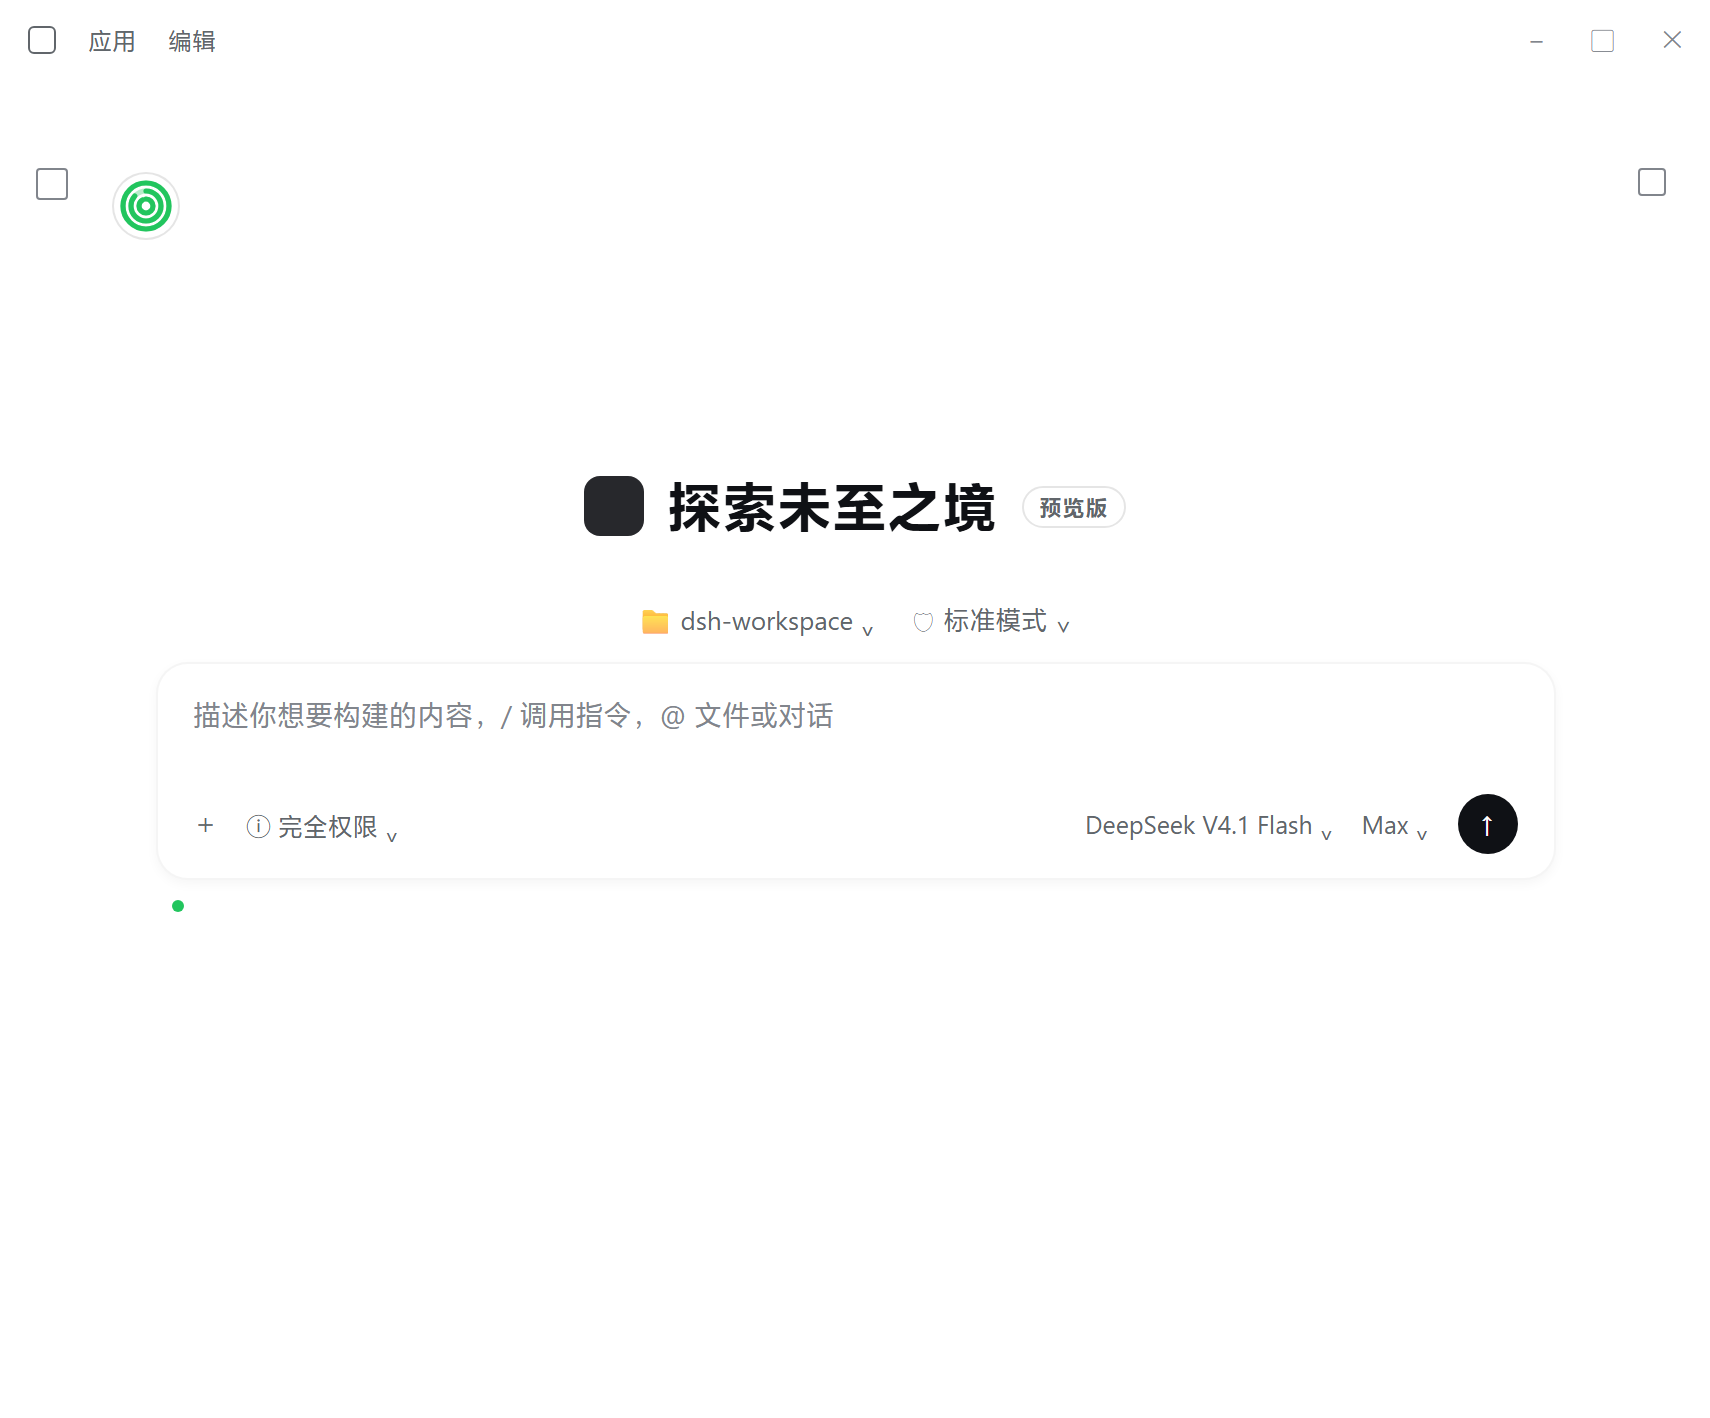 应用 编辑
探索未至之境 预览版
dsh-workspace 标准模式
描述你想要构建的内容，/ 调用指令，@ 文件或对话
+ 完全权限 DeepSeek V4.1 Flash Max ↑